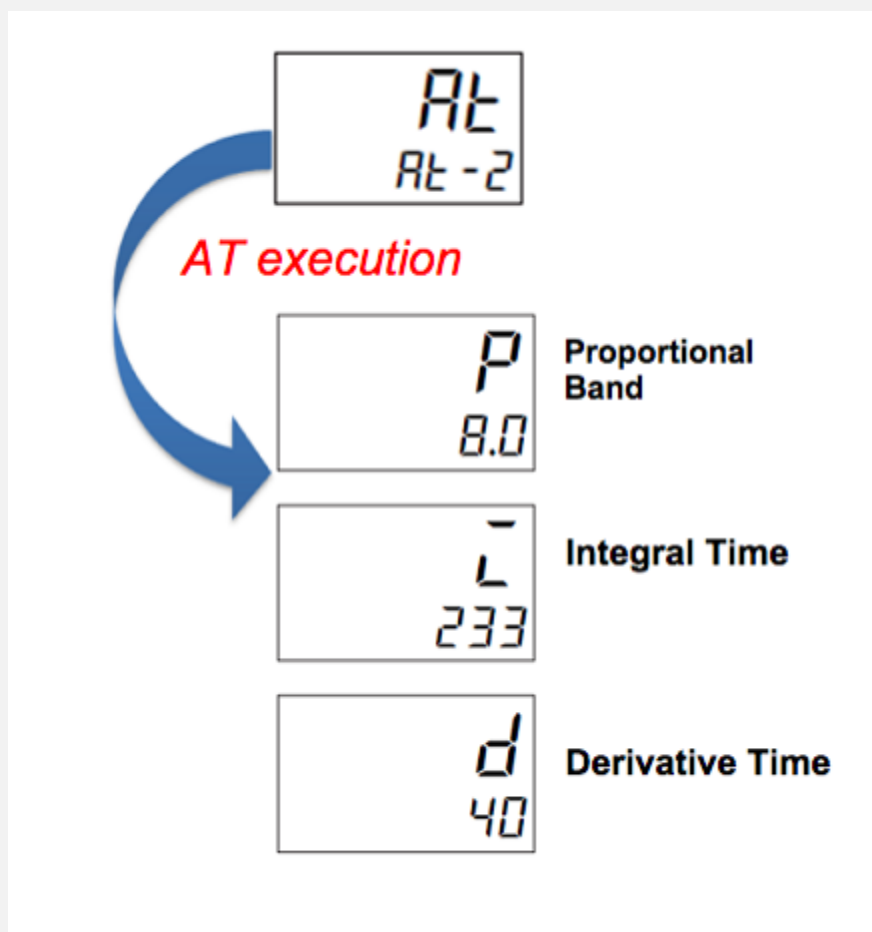 At
At-2
AT execution
P
Proportional
Band
8.0
i
Integral Time
233
d
Derivative Time
40